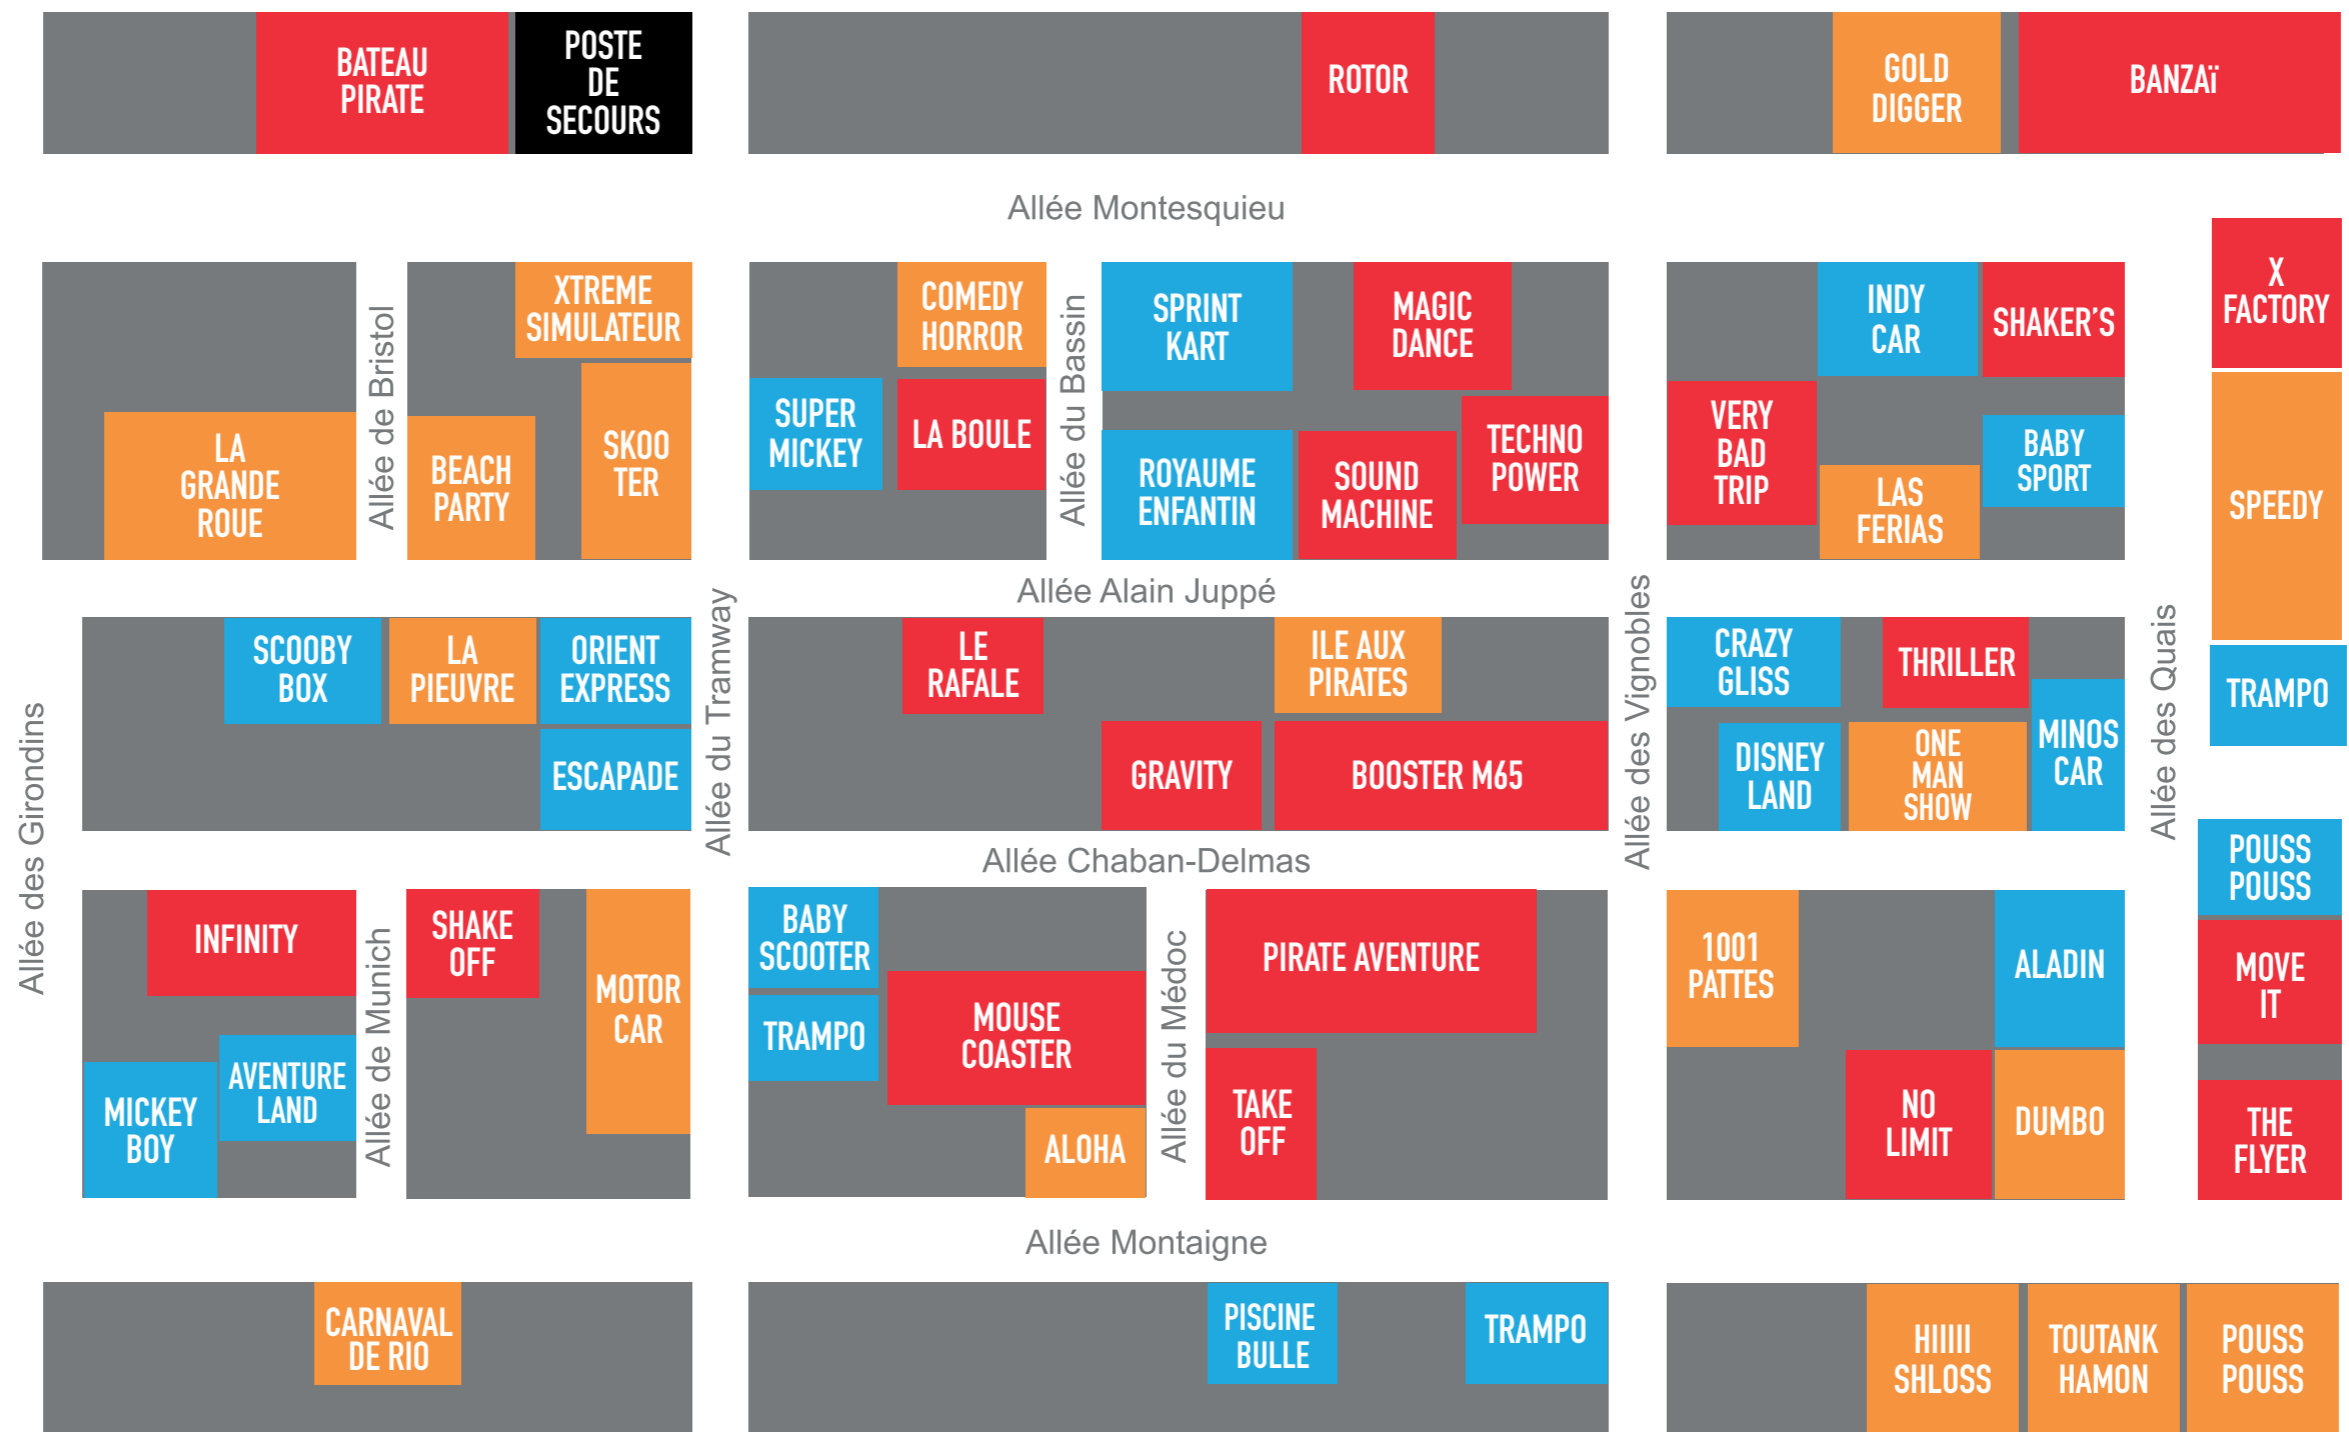 BATEAU
PIRATE
POSTE
DE
SECOURS
ROTOR
GOLD
DIGGER
BANZAï
Allée Montesquieu
X
FACTORY
SPEEDY
TRAMPO
LA
GRANDE
ROUE
Allée de Bristol
XTREME
SIMULATEUR
BEACH
PARTY
SKOO
TER
COMEDY
HORROR
SUPER
MICKEY
LA BOULE
Allée du Bassin
SPRINT
KART
MAGIC
DANCE
ROYAUME
ENFANTIN
SOUND
MACHINE
TECHNO
POWER
INDY
CAR
SHAKER'S
VERY
BAD
TRIP
LAS
FERIAS
BABY
SPORT
Allée Alain Juppé
Allée des Girondins
SCOOBY
BOX
LA
PIEUVRE
ORIENT
EXPRESS
ESCAPADE
Allée du Tramway
LE
RAFALE
ILE AUX
PIRATES
GRAVITY
BOOSTER M65
Allée des Vignobles
CRAZY
GLISS
THRILLER
DISNEY
LAND
ONE
MAN
SHOW
MINOS
CAR
Allée des Quais
Allée Chaban-Delmas
INFINITY
MICKEY
BOY
AVENTURE
LAND
Allée de Munich
SHAKE
OFF
MOTOR
CAR
BABY
SCOOTER
TRAMPO
MOUSE
COASTER
ALOHA
Allée du Médoc
PIRATE AVENTURE
TAKE
OFF
1001
PATTES
ALADIN
NO
LIMIT
DUMBO
POUSS
POUSS
MOVE
IT
THE
FLYER
Allée Montaigne
CARNAVAL
DE RIO
PISCINE
BULLE
TRAMPO
HIIIII
SHLOSS
TOUTANK
HAMON
POUSS
POUSS